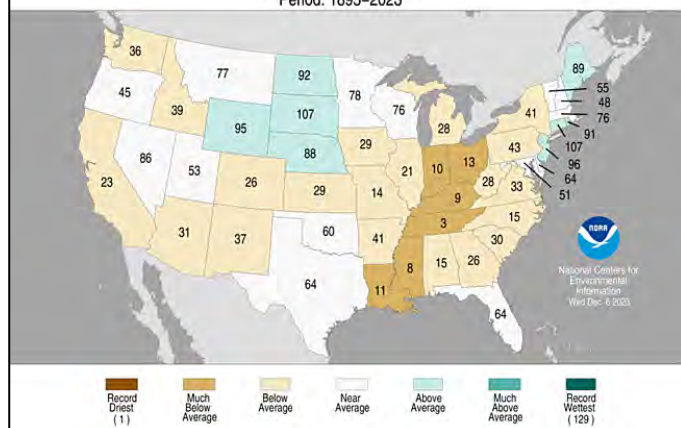 Period: 1895–2023
36
77
92
78
76
89
55
48
76
91
107
96
64
51
45
39
95
107
88
29
28
41
43
86
53
26
29
14
21
10
13
9
28
33
23
31
37
60
41
3
15
30
64
11
8
15
26
64
NOAA
National Centers for
Environmental
Information
Wed Dec 6 2023
Record
Driest
(1)
Much
Below
Average
Below
Average
Near
Average
Above
Average
Much
Above
Average
Record
Wettest
(129)